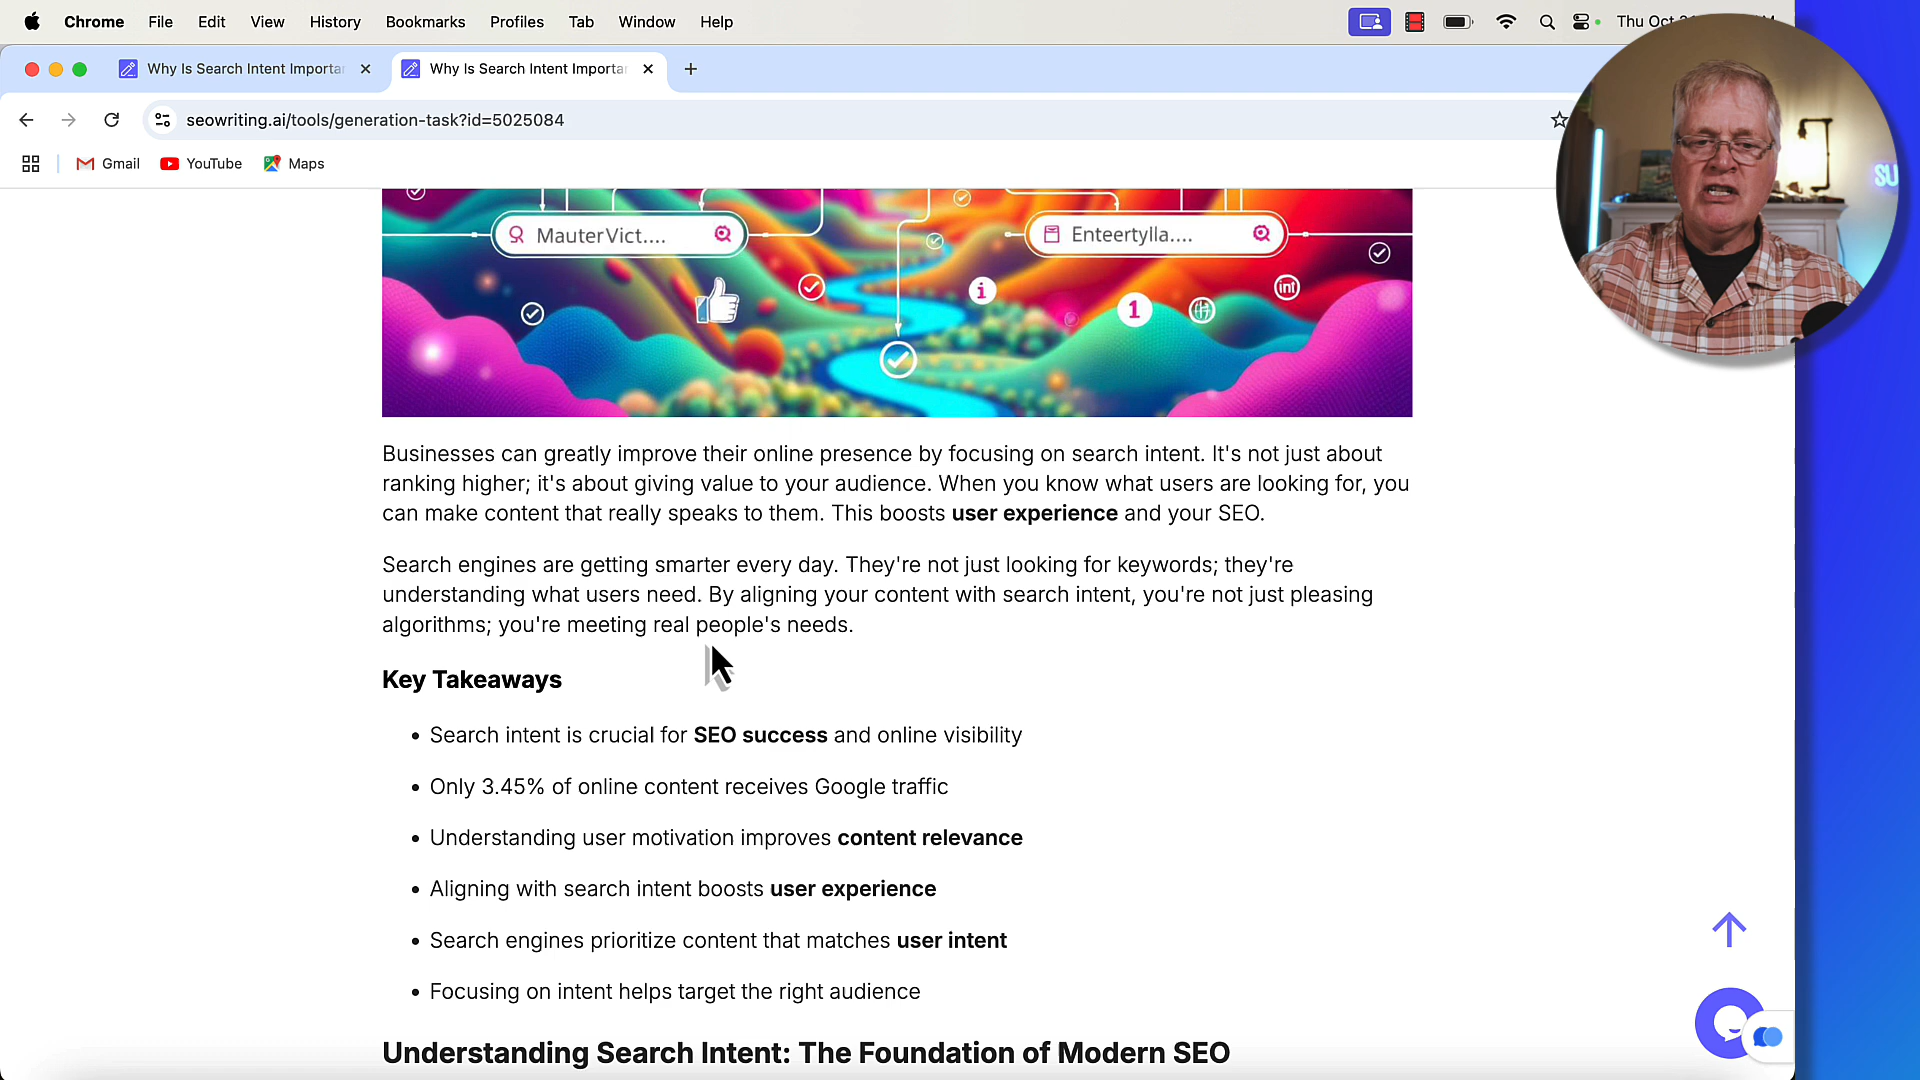 Chrome File Edit View History Bookmarks Profiles Tab Window Help
Thu Oct
Why Is Search Intent Importa
Why Is Search Intent Importa
seowriting.ai/tools/generation-task?id=5025084
Gmail YouTube Maps
SU
MauterVict....
Enteertylla....
i
1
int
Businesses can greatly improve their online presence by focusing on search intent. It's not just about
ranking higher; it's about giving value to your audience. When you know what users are looking for, you
can make content that really speaks to them. This boosts user experience and your SEO.
Search engines are getting smarter every day. They're not just looking for keywords; they're
understanding what users need. By aligning your content with search intent, you're not just pleasing
algorithms; you're meeting real people's needs.
Key Takeaways
• Search intent is crucial for SEO success and online visibility
• Only 3.45% of online content receives Google traffic
• Understanding user motivation improves content relevance
• Aligning with search intent boosts user experience
• Search engines prioritize content that matches user intent
• Focusing on intent helps target the right audience
Understanding Search Intent: The Foundation of Modern SEO